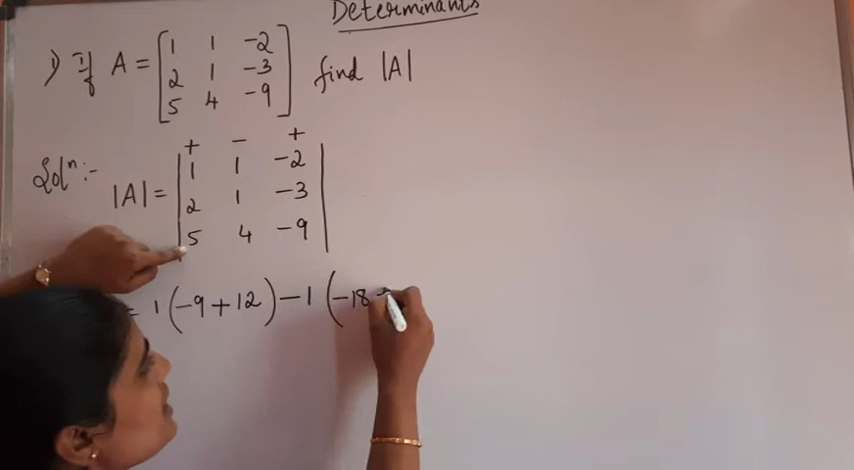 Determinants
1) If A = [1 1 -2
2 1 -3
5 4 -9] find |A|
Solⁿ:-
+ - +
|A| = |1 1 -2
2 1 -3
5 4 -9|
= 1(-9+12)-1(-18